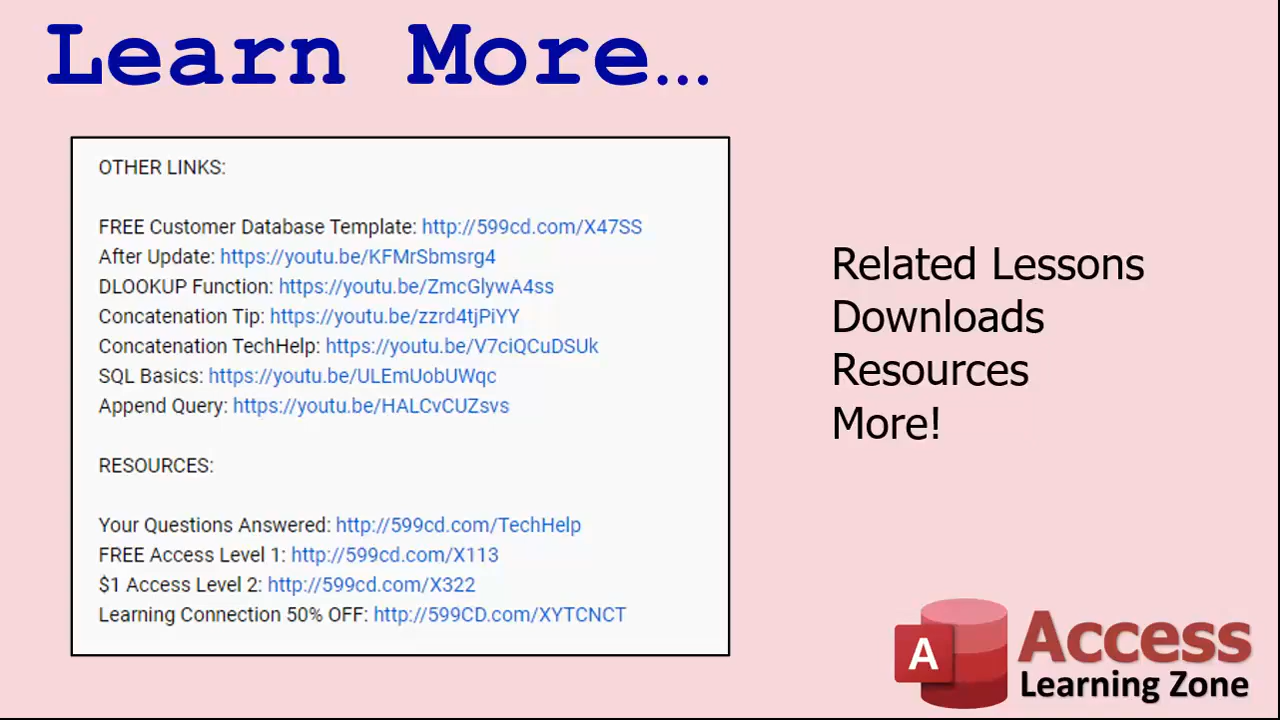 Learn More...
OTHER LINKS:
FREE Customer Database Template: http://599cd.com/X47SS
After Update: https://youtu.be/KFMrSbmsrg4
DLOOKUP Function: https://youtu.be/ZmcGlywA4ss
Concatenation Tip: https://youtu.be/zzrd4tjPiYY
Concatenation TechHelp: https://youtu.be/V7ciQCuDSUk
SQL Basics: https://youtu.be/ULEmUobUWqc
Append Query: https://youtu.be/HALCvCUZsvs
RESOURCES:
Your Questions Answered: http://599cd.com/TechHelp
FREE Access Level 1: http://599cd.com/X113
$1 Access Level 2: http://599cd.com/X322
Learning Connection 50% OFF: http://599CD.com/XYTCNCT
Related Lessons
Downloads
Resources
More!
A
Access
Learning Zone